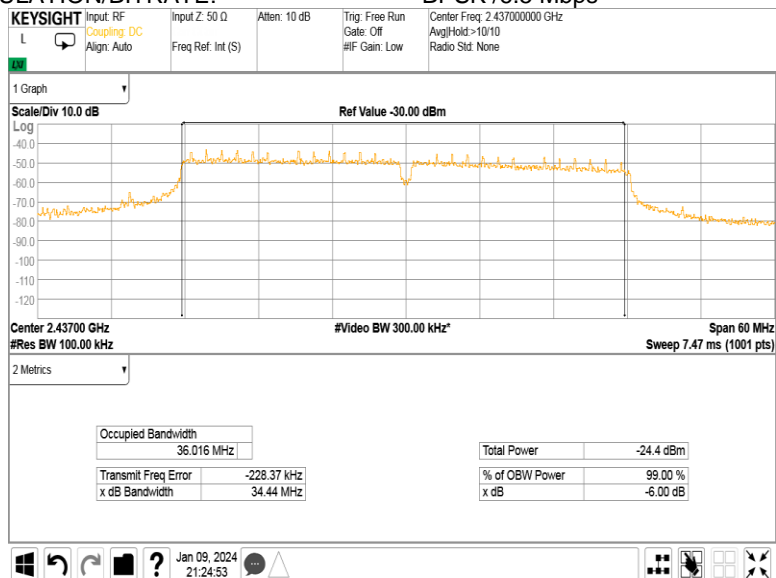 KEYSIGHT Input: RF Input Z: 50 Ω Atten: 10 dB Trig: Free Run Center Freq: 2.437000000 GHz
L Coupling: DC Gate: Off Avg|Hold:>10/10
Align: Auto Freq Ref: Int (S) #IF Gain: Low Radio Std: None
LXI
1 Graph
Scale/Div 10.0 dB Ref Value -30.00 dBm
Log
-40.0
-50.0
-60.0
-70.0
-80.0
-90.0
-100
-110
-120
Center 2.43700 GHz #Video BW 300.00 kHz* Span 60 MHz
#Res BW 100.00 kHz Sweep 7.47 ms (1001 pts)
2 Metrics
Occupied Bandwidth
36.016 MHz Total Power -24.4 dBm
Transmit Freq Error -228.37 kHz % of OBW Power 99.00 %
x dB Bandwidth 34.44 MHz x dB -6.00 dB
? Jan 09, 2024
21:24:53